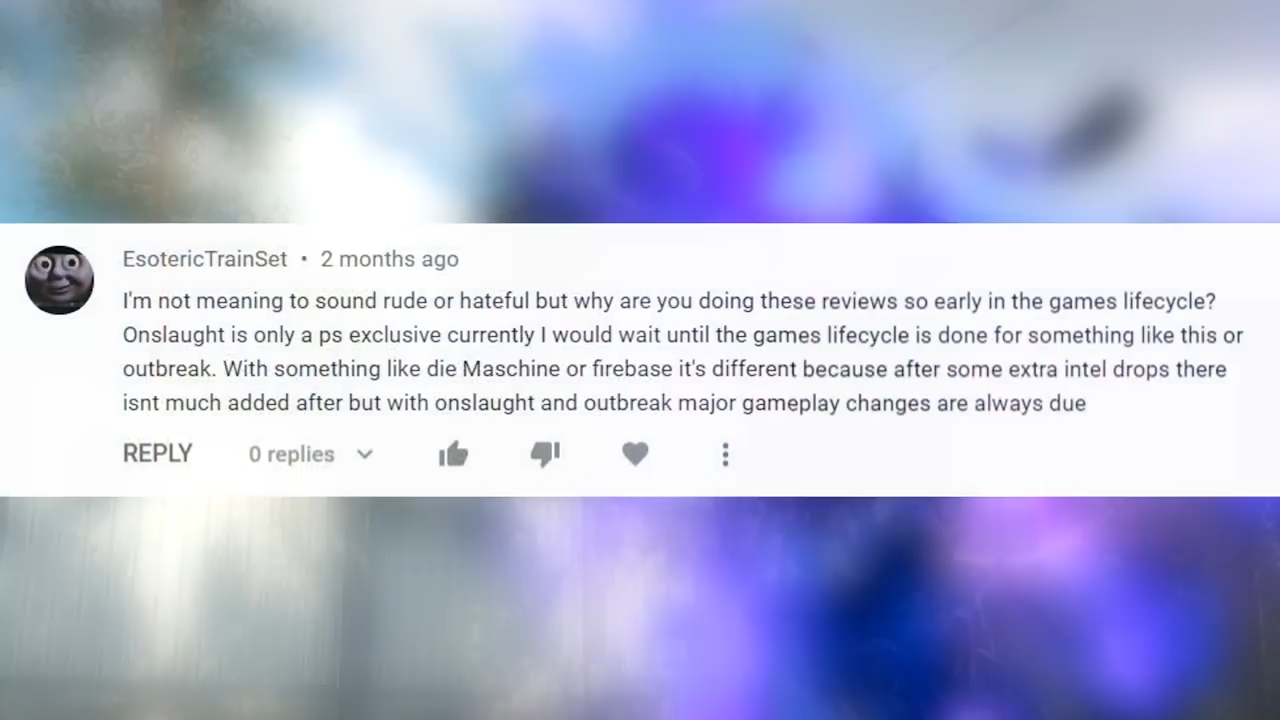 EsotericTrainSet • 2 months ago
I'm not meaning to sound rude or hateful but why are you doing these reviews so early in the games lifecycle?
Onslaught is only a ps exclusive currently I would wait until the games lifecycle is done for something like this or
outbreak. With something like die Maschine or firebase it's different because after some extra intel drops there
isnt much added after but with onslaught and outbreak major gameplay changes are always due
REPLY 0 replies